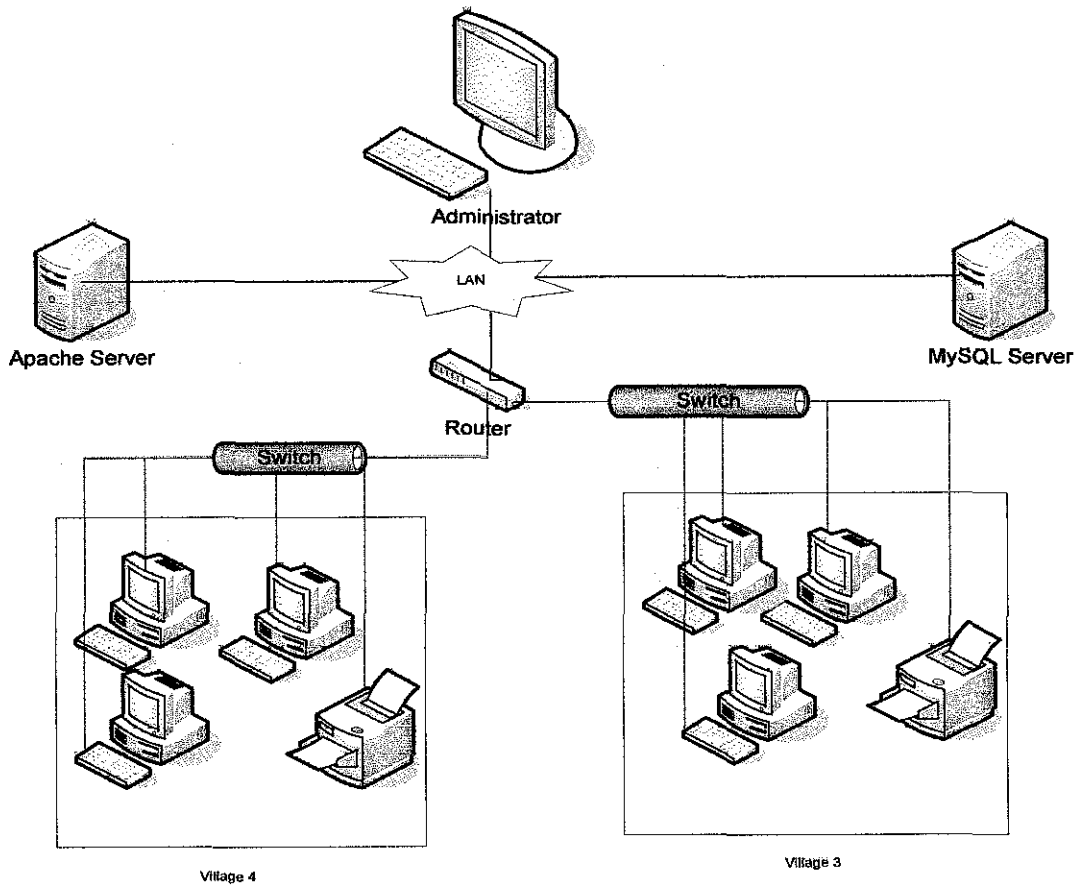 Administrator
LAN
Apache Server
MySQL Server
Router
Switch
Switch
Village 4
Village 3